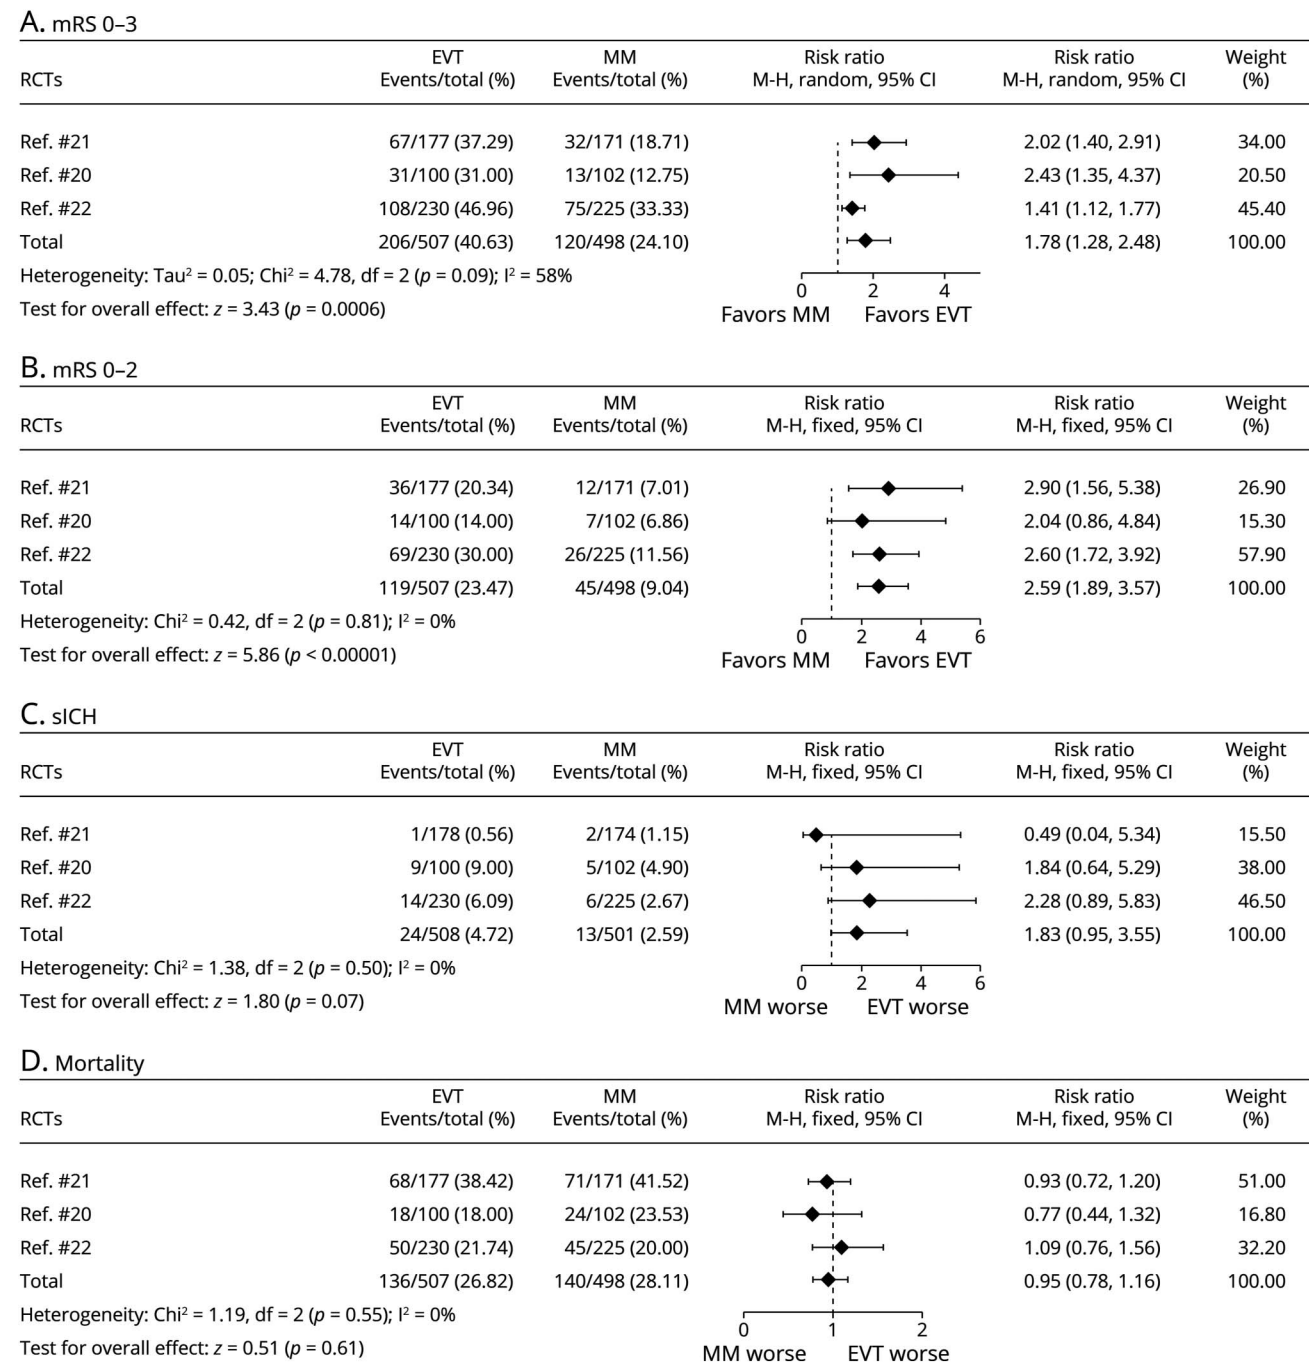 A. mRS 0–3
EVT MM Risk ratio Risk ratio Weight
RCTs Events/total (%) Events/total (%) M-H, random, 95% CI M-H, random, 95% CI (%)
Ref. #21 67/177 (37.29) 32/171 (18.71) 2.02 (1.40, 2.91) 34.00
Ref. #20 31/100 (31.00) 13/102 (12.75) 2.43 (1.35, 4.37) 20.50
Ref. #22 108/230 (46.96) 75/225 (33.33) 1.41 (1.12, 1.77) 45.40
Total 206/507 (40.63) 120/498 (24.10) 1.78 (1.28, 2.48) 100.00
Heterogeneity: Tau² = 0.05; Chi² = 4.78, df = 2 (p = 0.09); I² = 58%
0 2 4
Test for overall effect: z = 3.43 (p = 0.0006)
Favors MM Favors EVT
B. mRS 0–2
EVT MM Risk ratio Risk ratio Weight
RCTs Events/total (%) Events/total (%) M-H, fixed, 95% CI M-H, fixed, 95% CI (%)
Ref. #21 36/177 (20.34) 12/171 (7.01) 2.90 (1.56, 5.38) 26.90
Ref. #20 14/100 (14.00) 7/102 (6.86) 2.04 (0.86, 4.84) 15.30
Ref. #22 69/230 (30.00) 26/225 (11.56) 2.60 (1.72, 3.92) 57.90
Total 119/507 (23.47) 45/498 (9.04) 2.59 (1.89, 3.57) 100.00
Heterogeneity: Chi² = 0.42, df = 2 (p = 0.81); I² = 0%
0 2 4 6
Test for overall effect: z = 5.86 (p < 0.00001)
Favors MM Favors EVT
C. sICH
EVT MM Risk ratio Risk ratio Weight
RCTs Events/total (%) Events/total (%) M-H, fixed, 95% CI M-H, fixed, 95% CI (%)
Ref. #21 1/178 (0.56) 2/174 (1.15) 0.49 (0.04, 5.34) 15.50
Ref. #20 9/100 (9.00) 5/102 (4.90) 1.84 (0.64, 5.29) 38.00
Ref. #22 14/230 (6.09) 6/225 (2.67) 2.28 (0.89, 5.83) 46.50
Total 24/508 (4.72) 13/501 (2.59) 1.83 (0.95, 3.55) 100.00
Heterogeneity: Chi² = 1.38, df = 2 (p = 0.50); I² = 0%
0 2 4 6
Test for overall effect: z = 1.80 (p = 0.07)
MM worse EVT worse
D. Mortality
EVT MM Risk ratio Risk ratio Weight
RCTs Events/total (%) Events/total (%) M-H, fixed, 95% CI M-H, fixed, 95% CI (%)
Ref. #21 68/177 (38.42) 71/171 (41.52) 0.93 (0.72, 1.20) 51.00
Ref. #20 18/100 (18.00) 24/102 (23.53) 0.77 (0.44, 1.32) 16.80
Ref. #22 50/230 (21.74) 45/225 (20.00) 1.09 (0.76, 1.56) 32.20
Total 136/507 (26.82) 140/498 (28.11) 0.95 (0.78, 1.16) 100.00
Heterogeneity: Chi² = 1.19, df = 2 (p = 0.55); I² = 0%
0 1 2
Test for overall effect: z = 0.51 (p = 0.61)
MM worse EVT worse